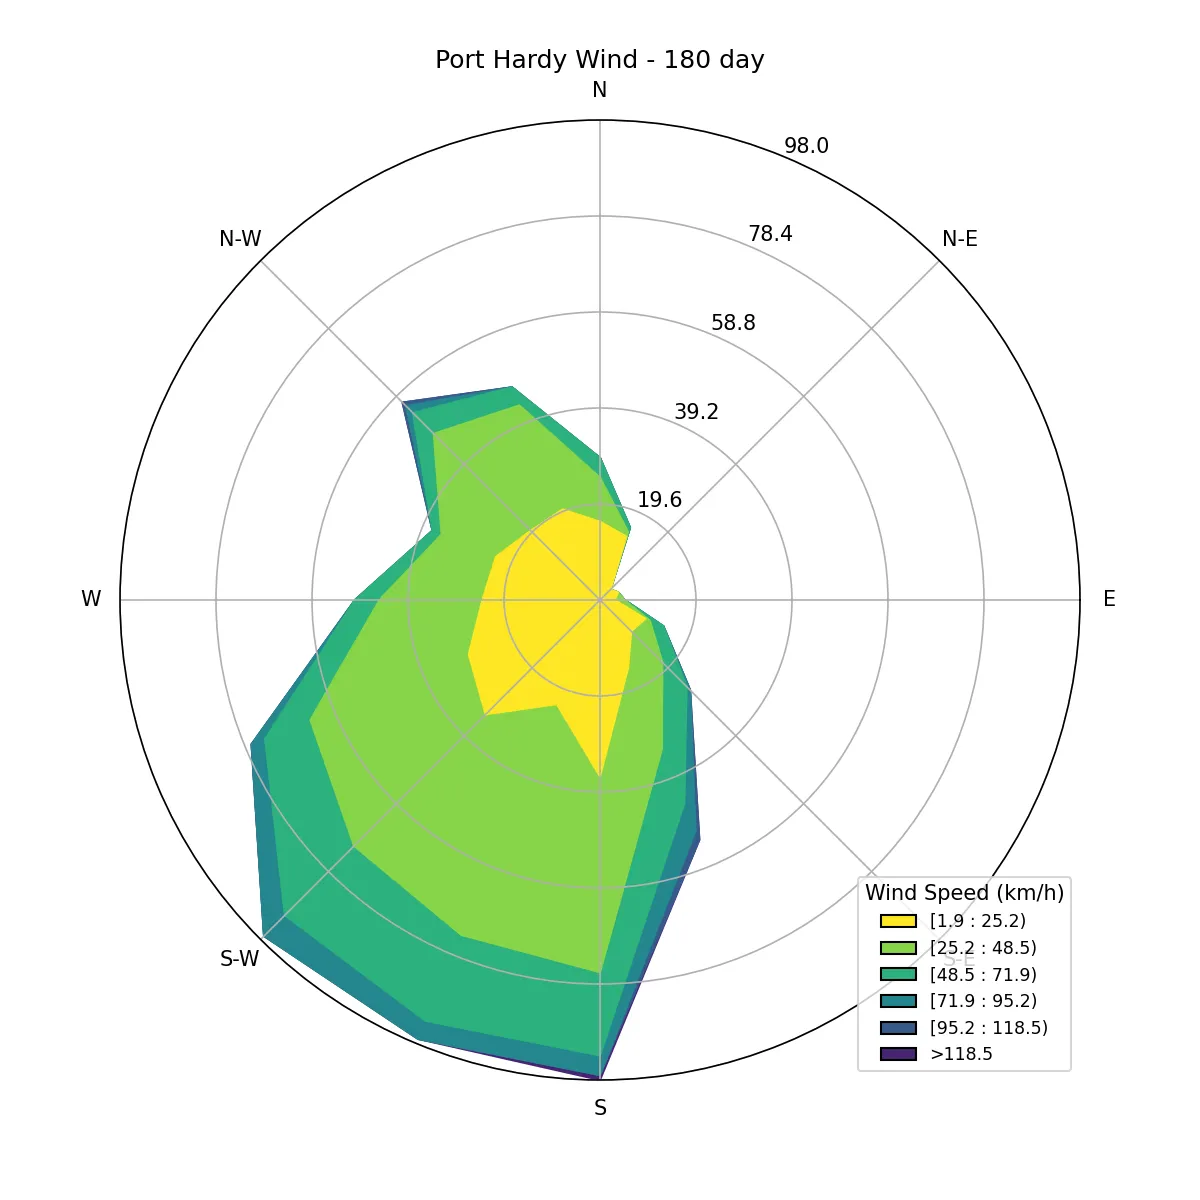 Port Hardy Wind - 180 day
N
98.0
78.4
N-W
N-E
58.8
39.2
19.6
W
E
Wind Speed (km/h)
[1.9 : 25.2)
[25.2 : 48.5)
S-W
S-E
[48.5 : 71.9)
[71.9 : 95.2)
[95.2 : 118.5)
>118.5
S